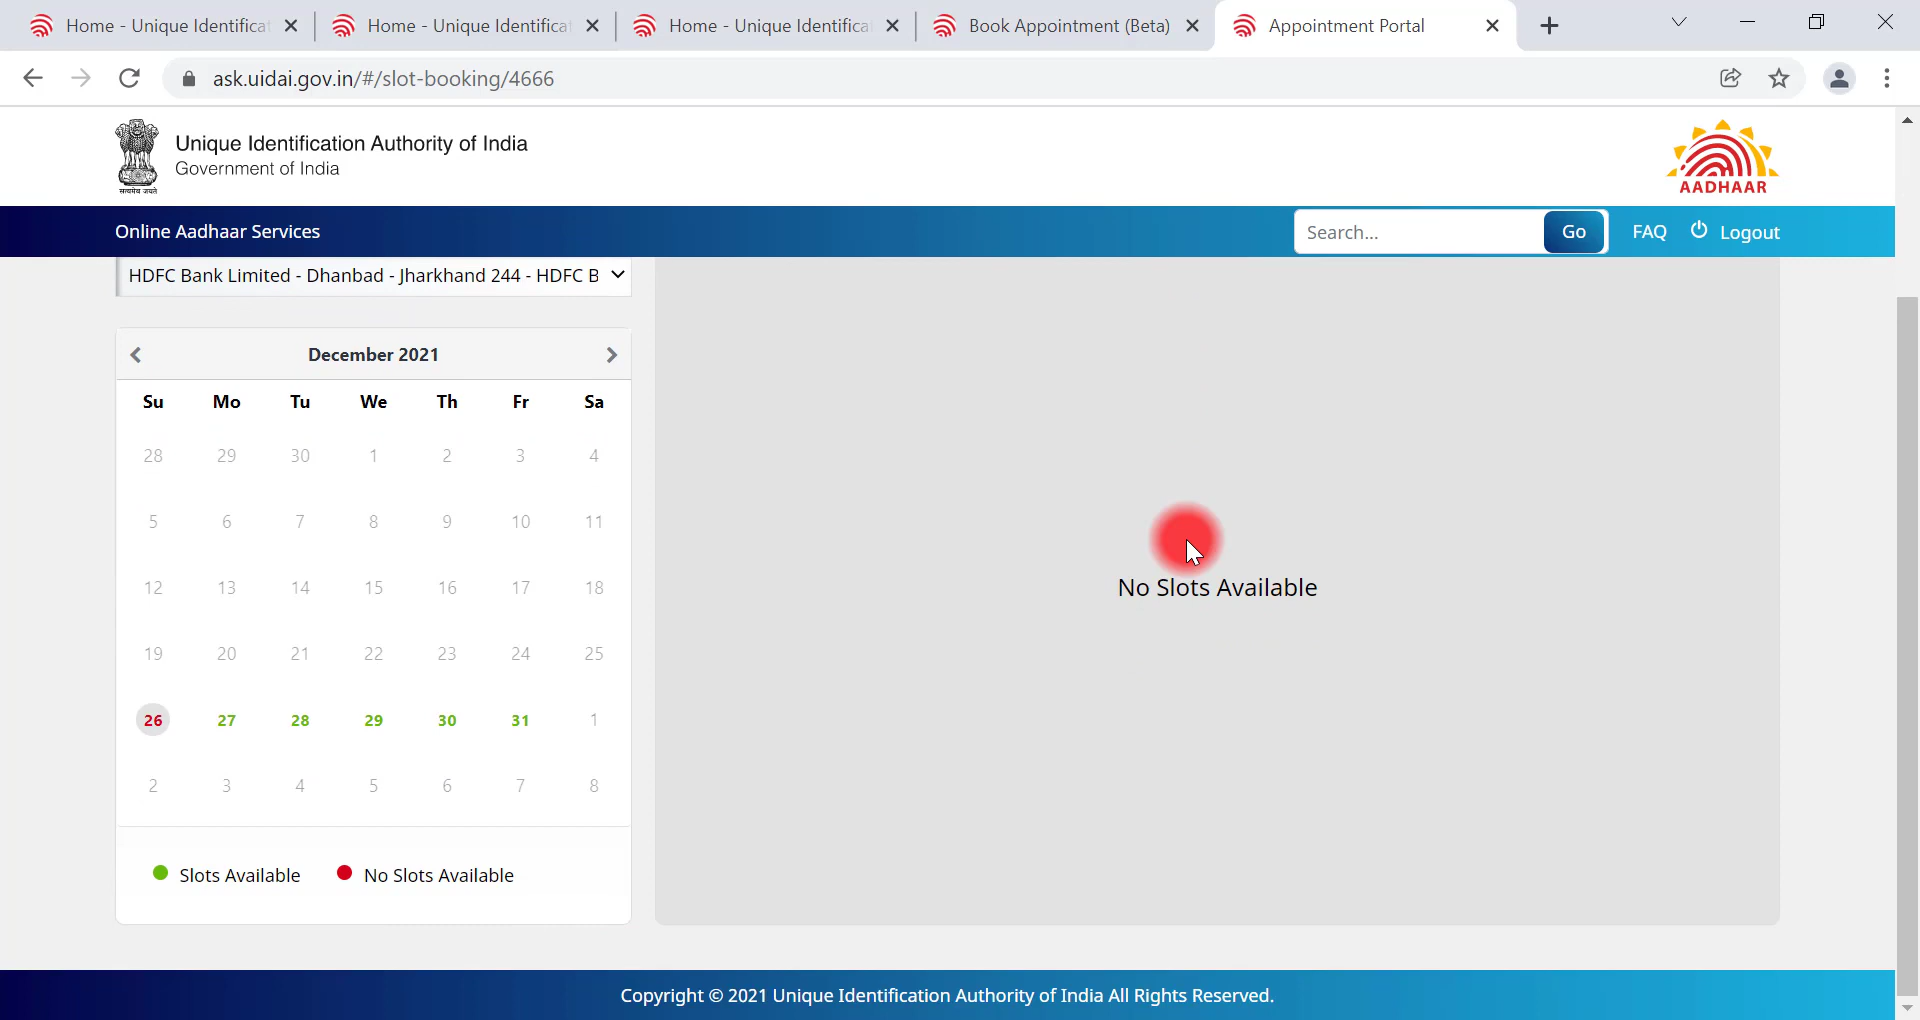 Home - Unique Identificat
Home - Unique Identificat
Home - Unique Identifica
Book Appointment (Beta)
Appointment Portal
ask.uidai.gov.in/#/slot-booking/4666
Unique Identification Authority of India
Government of India
सत्यमेव जयते
AADHAAR
Online Aadhaar Services
Search...
Go
FAQ
Logout
HDFC Bank Limited - Dhanbad - Jharkhand 244 - HDFC B
December 2021
Su Mo Tu We Th Fr Sa
28 29 30 1 2 3 4
5 6 7 8 9 10 11
12 13 14 15 16 17 18
19 20 21 22 23 24 25
26 27 28 29 30 31 1
2 3 4 5 6 7 8
Slots Available
No Slots Available
No Slots Available
Copyright © 2021 Unique Identification Authority of India All Rights Reserved.